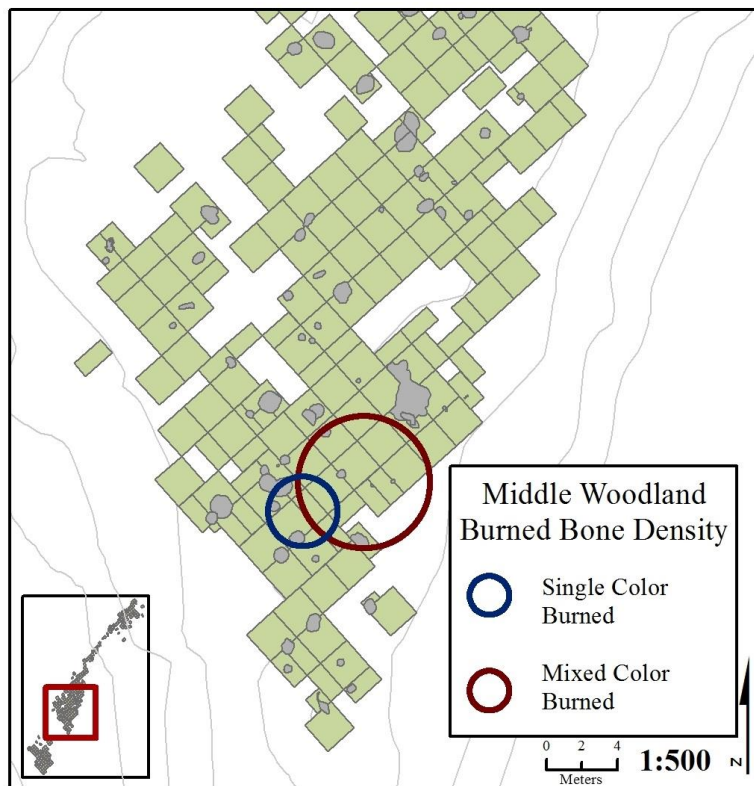 Middle Woodland
Burned Bone Density
Single Color
Burned
Mixed Color
Burned
0 2 4
Meters
1:500
N